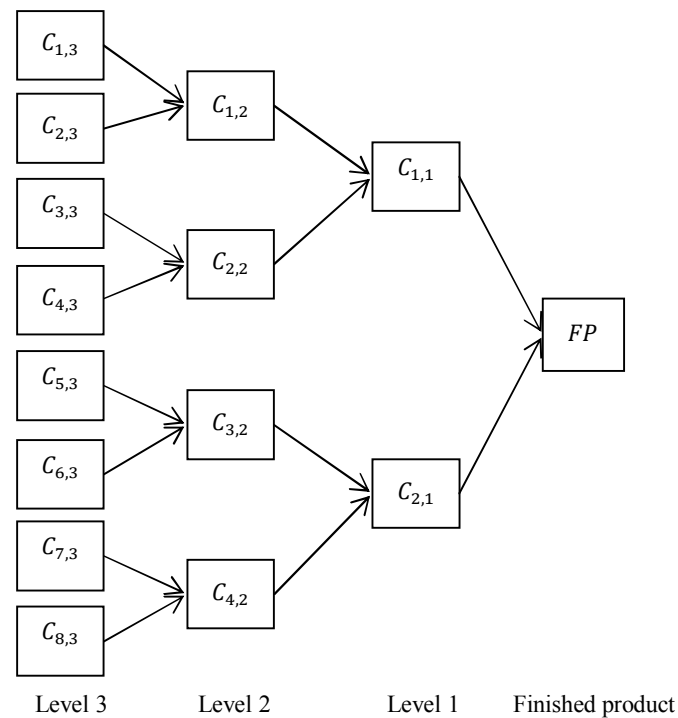 C1,3
C2,3
C3,3
C4,3
C5,3
C6,3
C7,3
C8,3
C1,2
C2,2
C3,2
C4,2
C1,1
C2,1
FP
Level 3
Level 2
Level 1
Finished product